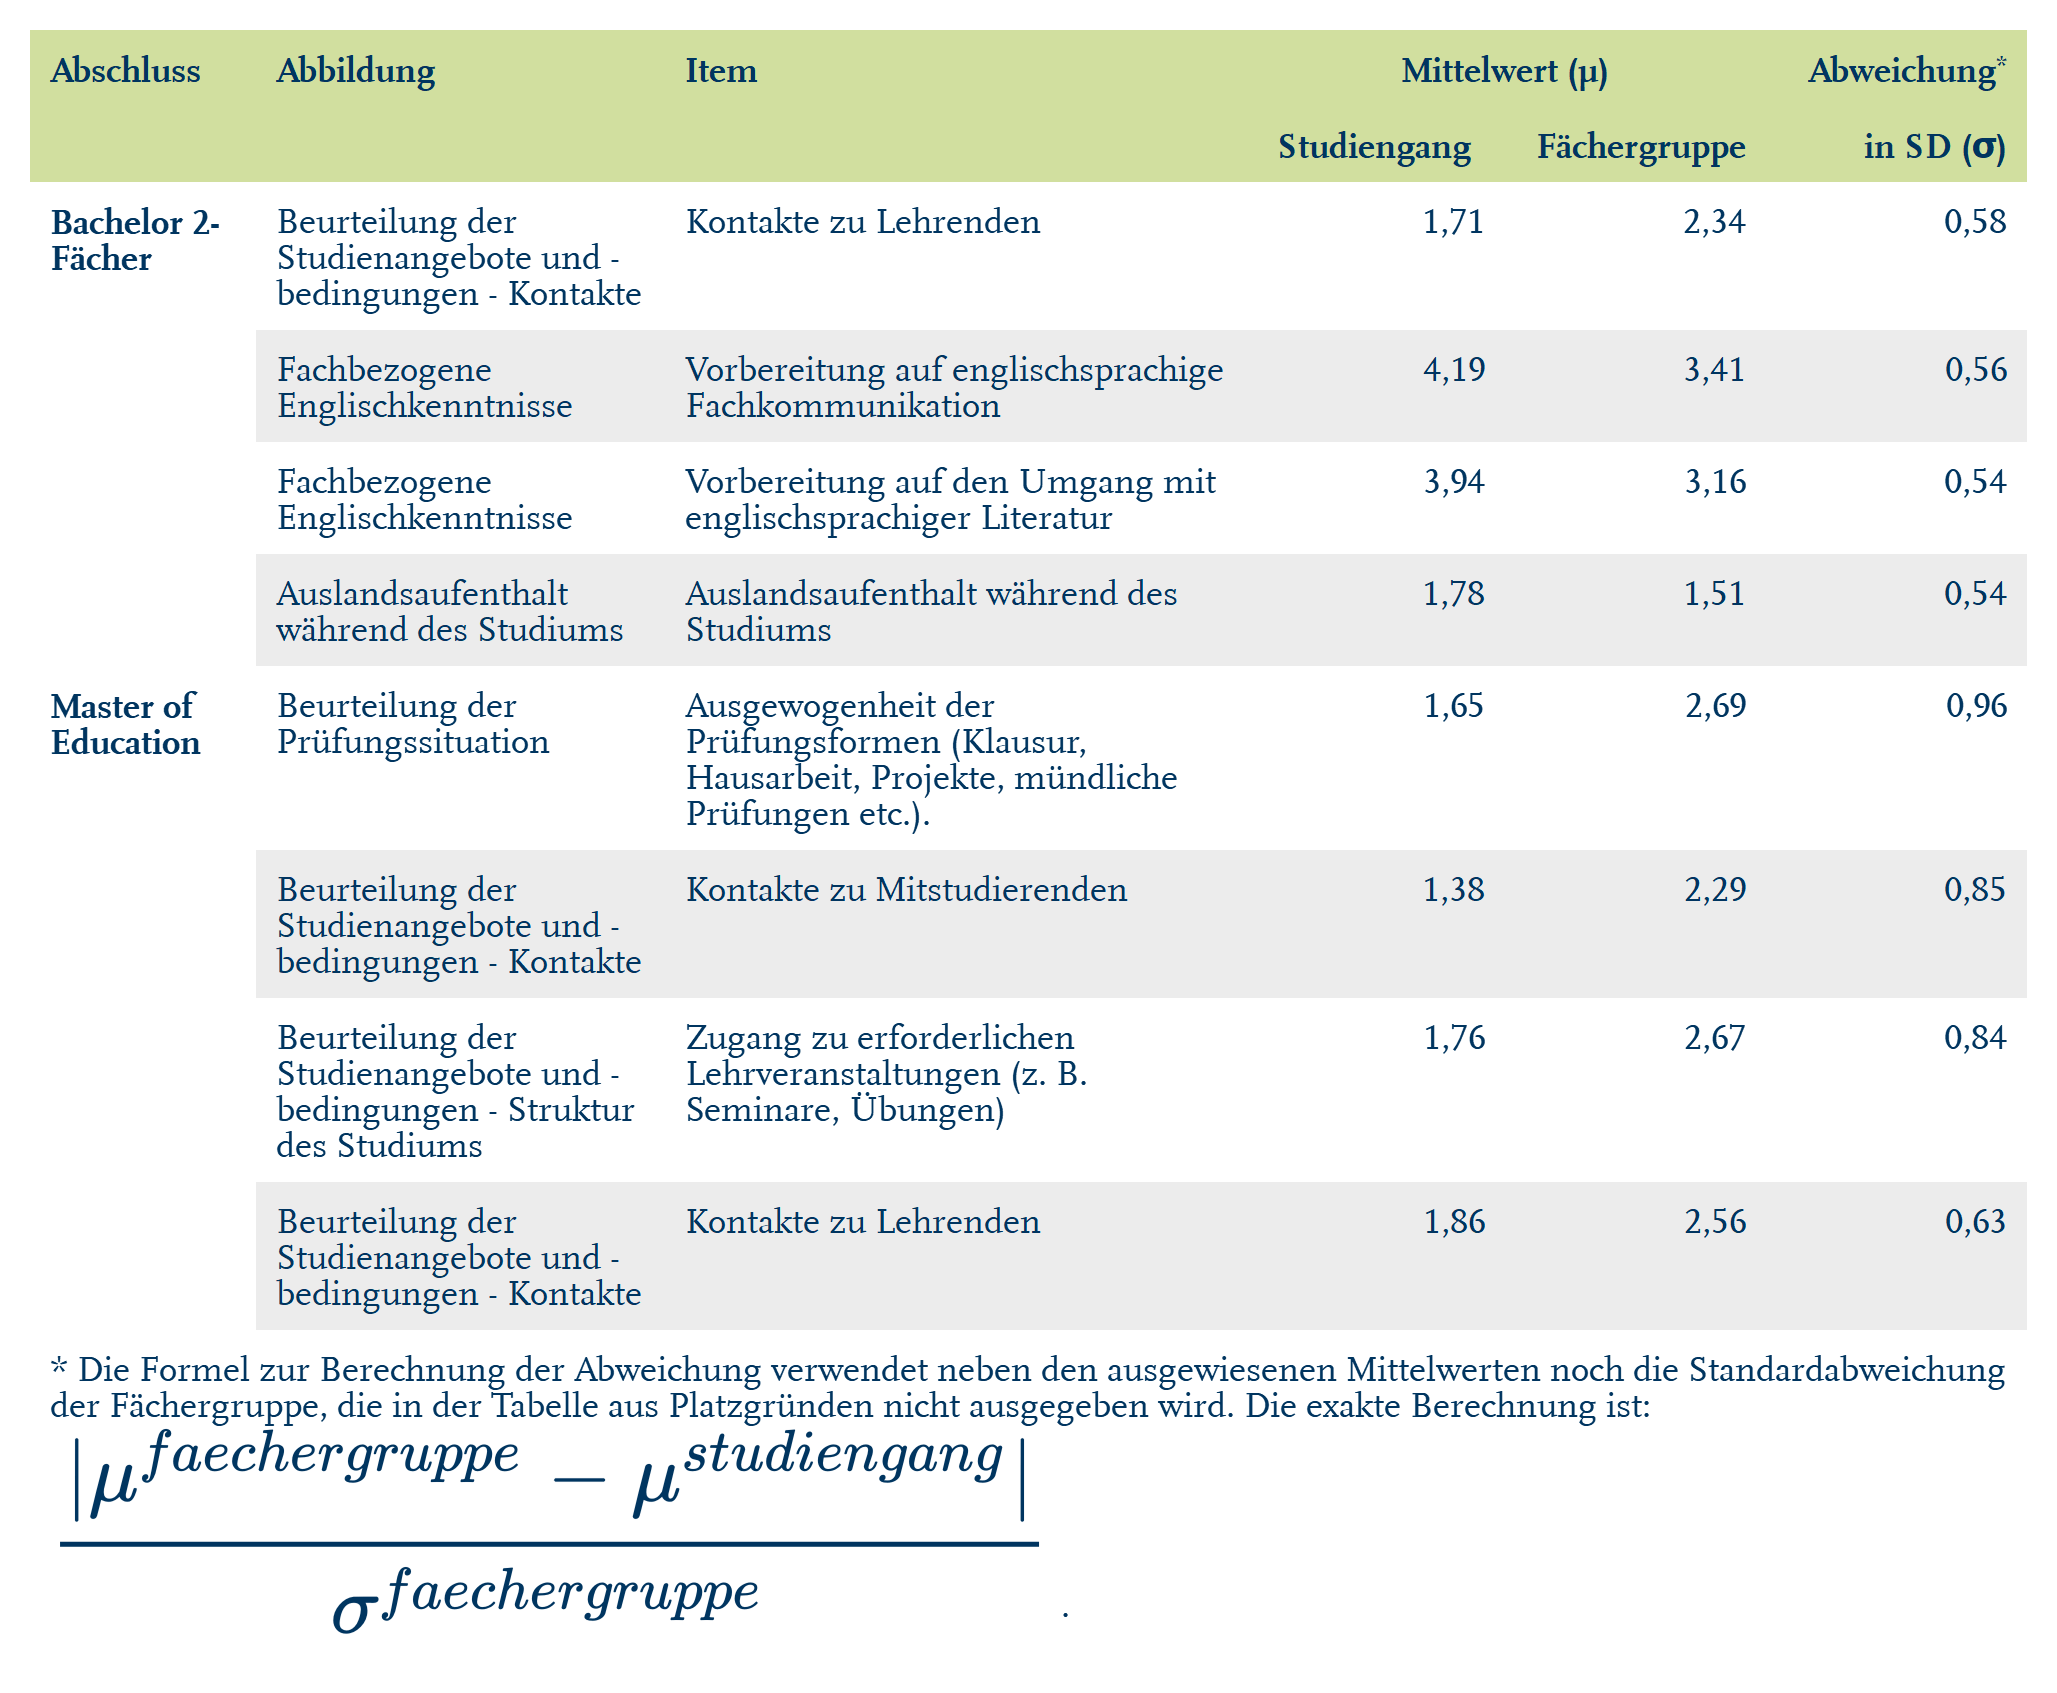 Abschluss Abbildung Item Mittelwert (µ) Abweichung*
Studiengang Fächergruppe in SD (σ)
Bachelor 2- Beurteilung der Kontakte zu Lehrenden 1,71 2,34 0,58
Fächer Studienangebote und -
bedingungen - Kontakte
Fachbezogene Vorbereitung auf englischsprachige 4,19 3,41 0,56
Englischkenntnisse Fachkommunikation
Fachbezogene Vorbereitung auf den Umgang mit 3,94 3,16 0,54
Englischkenntnisse englischsprachiger Literatur
Auslandsaufenthalt Auslandsaufenthalt während des 1,78 1,51 0,54
während des Studiums Studiums
Master of Beurteilung der Ausgewogenheit der 1,65 2,69 0,96
Education Prüfungssituation Prüfungsformen (Klausur,
Hausarbeit, Projekte, mündliche
Prüfungen etc.).
Beurteilung der Kontakte zu Mitstudierenden 1,38 2,29 0,85
Studienangebote und -
bedingungen - Kontakte
Beurteilung der Zugang zu erforderlichen 1,76 2,67 0,84
Studienangebote und - Lehrveranstaltungen (z. B.
bedingungen - Struktur Seminare, Übungen)
des Studiums
Beurteilung der Kontakte zu Lehrenden 1,86 2,56 0,63
Studienangebote und -
bedingungen - Kontakte
* Die Formel zur Berechnung der Abweichung verwendet neben den ausgewiesenen Mittelwerten noch die Standardabweichung
der Fächergruppe, die in der Tabelle aus Platzgründen nicht ausgegeben wird. Die exakte Berechnung ist:
|μ^faechergruppe − μ^studiengang|
σ^faechergruppe .